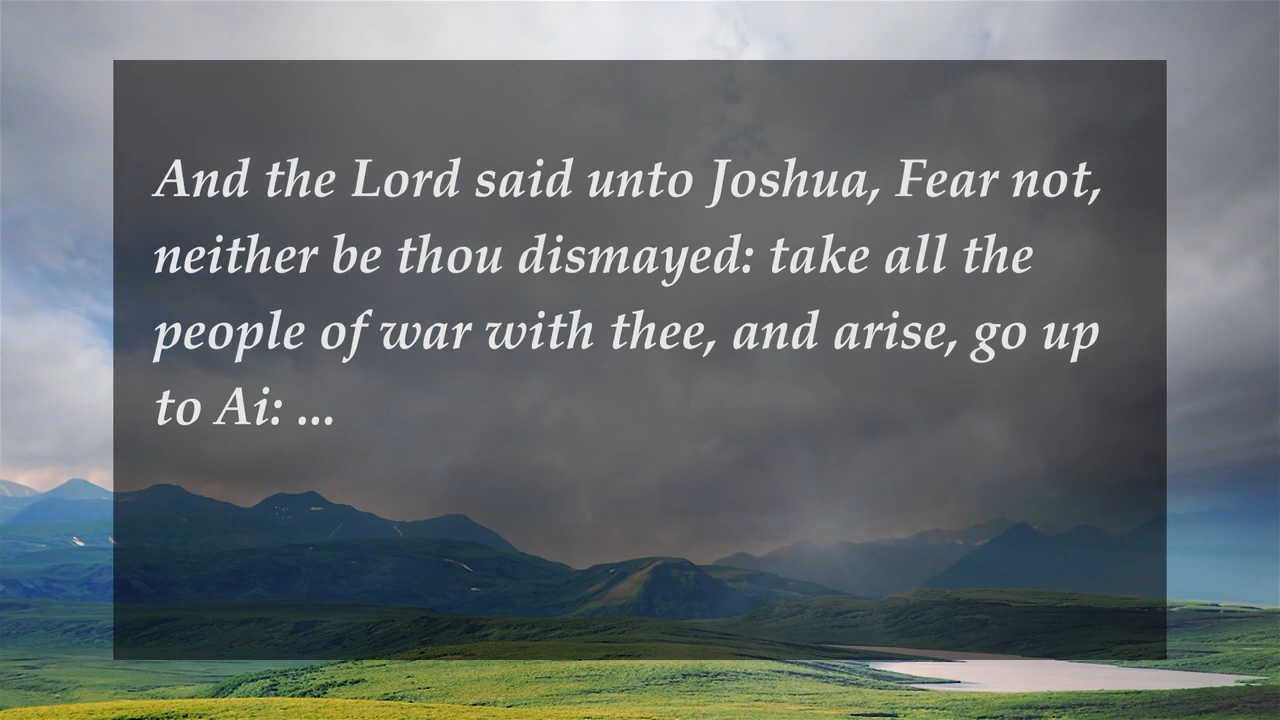 And the Lord said unto Joshua, Fear not,
neither be thou dismayed: take all the
people of war with thee, and arise, go up
to Ai: ...